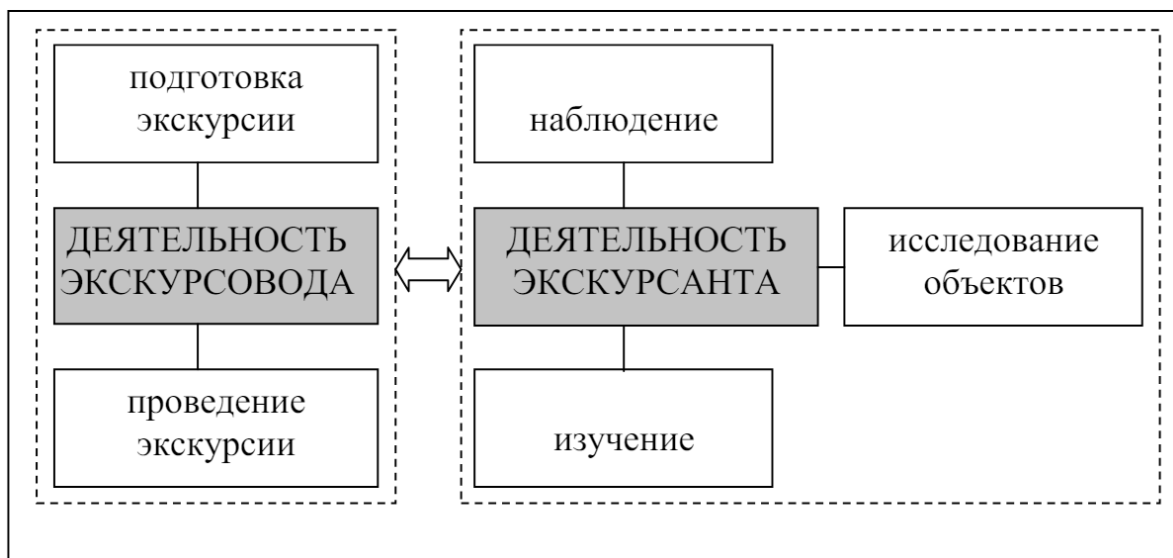 подготовка
экскурсии
ДЕЯТЕЛЬНОСТЬ
ЭКСКУРСОВОДА
проведение
экскурсии
наблюдение
ДЕЯТЕЛЬНОСТЬ
ЭКСКУРСАНТА
исследование
объектов
изучение